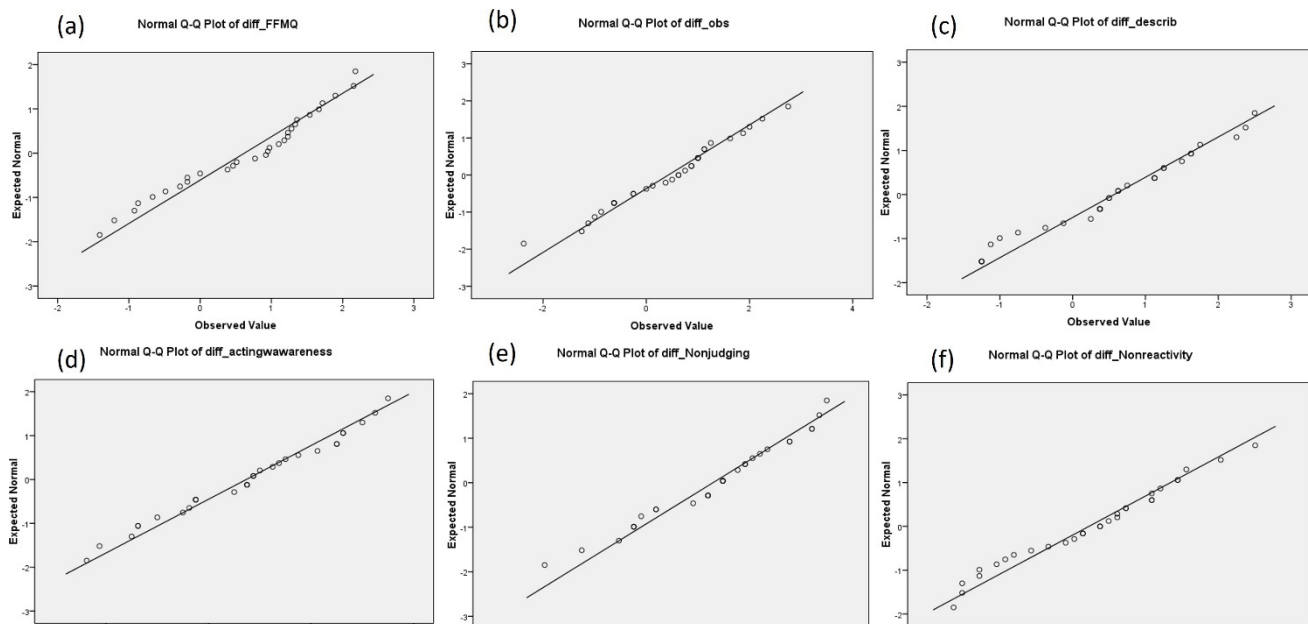 (a)
Normal Q-Q Plot of diff_FFMQ
Expected Normal
2
1
0
-1
-2
-3
-2 -1 0 1 2 3
Observed Value
(b)
Normal Q-Q Plot of diff_obs
Expected Normal
3
2
1
0
-1
-2
-3
-2 0 2 4
Observed Value
(c)
Normal Q-Q Plot of diff_describ
Expected Normal
3
2
1
0
-1
-2
-2 -1 0 1 2 3
Observed Value
(d)
Normal Q-Q Plot of diff_actingwawareness
Expected Normal
2
1
0
-1
-2
-3
(e)
Normal Q-Q Plot of diff_Nonjudging
Expected Normal
2
1
0
-1
-2
-3
(f)
Normal Q-Q Plot of diff_Nonreactivity
Expected Normal
3
2
1
0
-1
-2